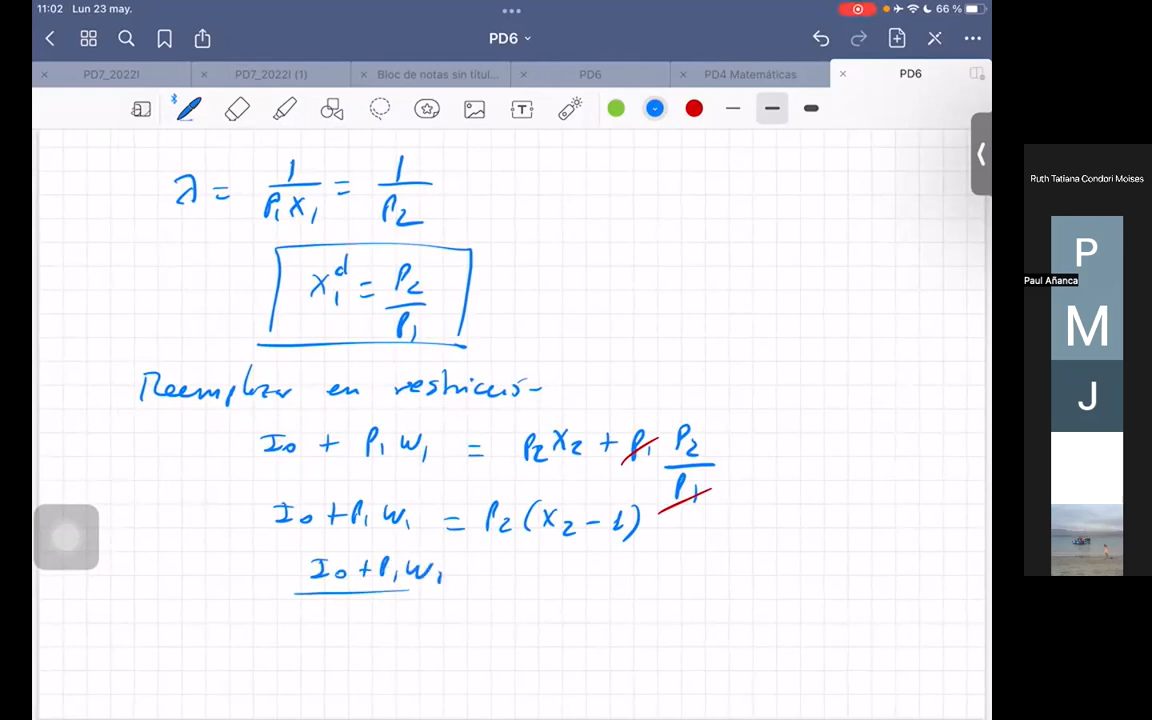 11:02 Lun 23 may.
66 %
PD6
PD7_2022I
PD7_2022I (1)
Bloc de notas sin títul...
PD6
PD4 Matemáticas
PD6
λ = 1/(P₁X₁) = 1/P₂
X₁ᵈ = P₂/P₁
Reemplazar en restricción
I₀ + P₁W₁ = P₂X₂ + P₁ P₂/P₁
I₀ + P₁W₁ = P₂(X₂ - 1)
I₀ + P₁W₁
Ruth Tatiana Condori Moises
P
Paul Añanca
M
J